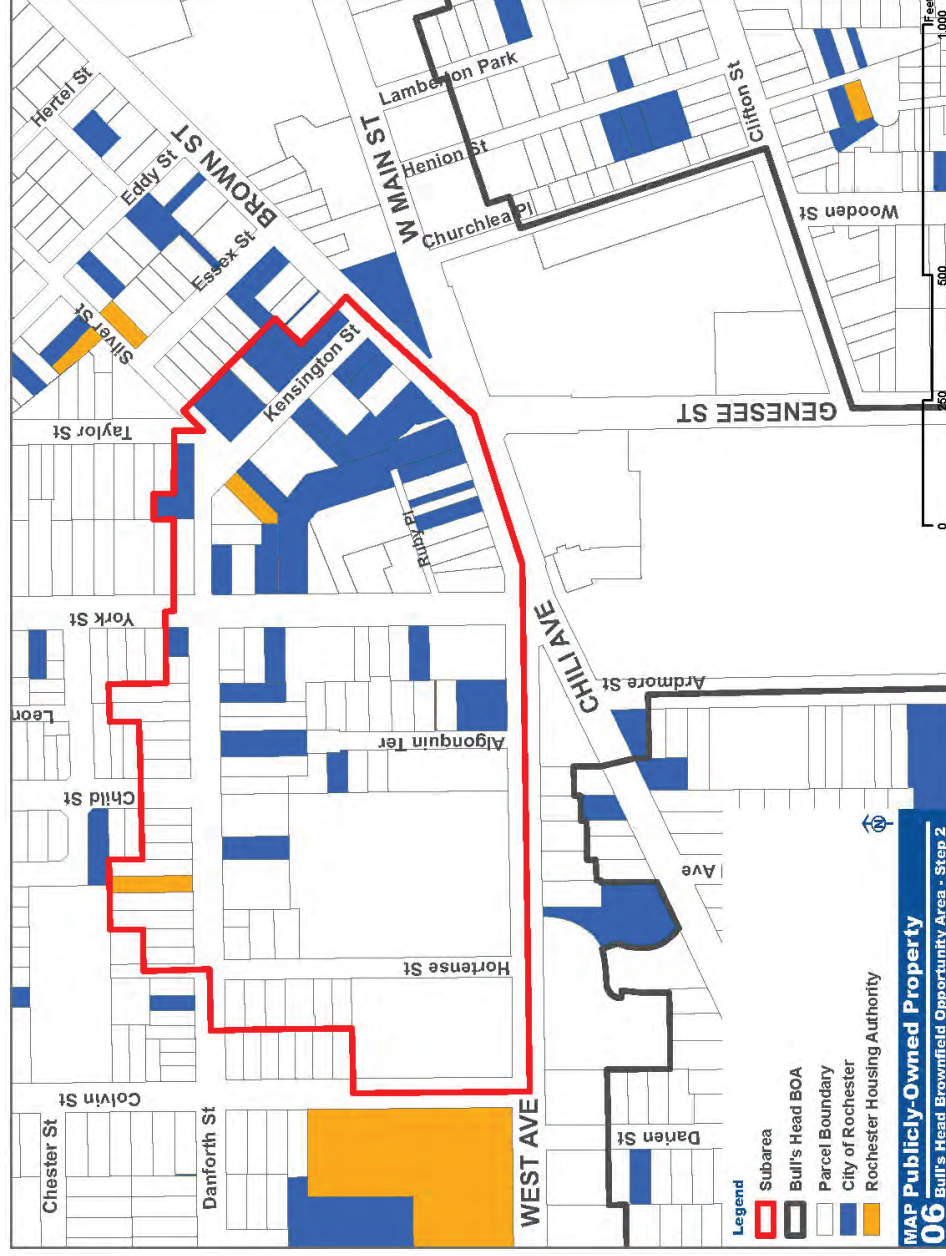 Hertel St
Eddy St
BROWN ST
Essex St
Silver St
Taylor St
Kensington St
Lamberton Park
W MAIN ST
Henion St
Churchlea Pl
Clifton St
Wooden St
GENESEE ST
Ruby Pl
York St
Leon
Child St
Algonquin Ter
CHILI AVE
Ardmore St
Ave
Hortense St
Colvin St
Chester St
Danforth St
WEST AVE
Darien St
Feet
0
250
500
1,000
N
Legend
Subarea
Bull's Head BOA
Parcel Boundary
City of Rochester
Rochester Housing Authority
MAP Publicly-Owned Property
06 Bull's Head Brownfield Opportunity Area - Step 2